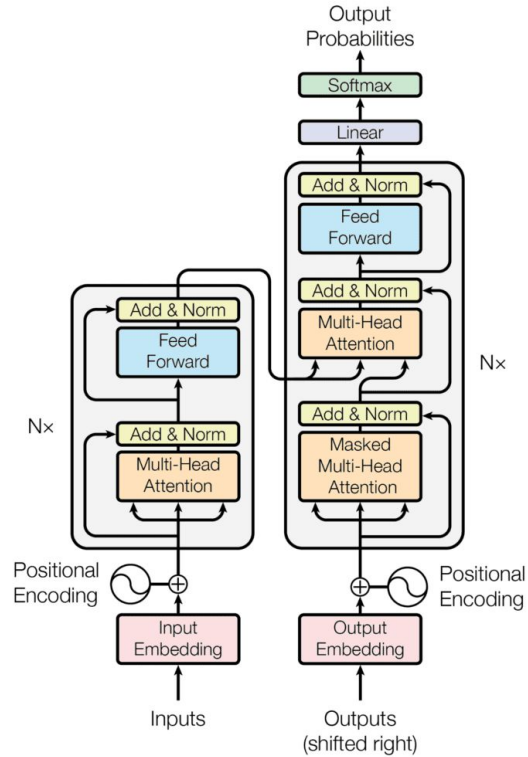 Output
Probabilities
Softmax
Linear
Add & Norm
Feed
Forward
Add & Norm
Multi-Head
Attention
Add & Norm
Masked
Multi-Head
Attention
N×
Add & Norm
Feed
Forward
Add & Norm
Multi-Head
Attention
N×
Positional
Encoding
Positional
Encoding
Input
Embedding
Output
Embedding
Inputs
Outputs
(shifted right)